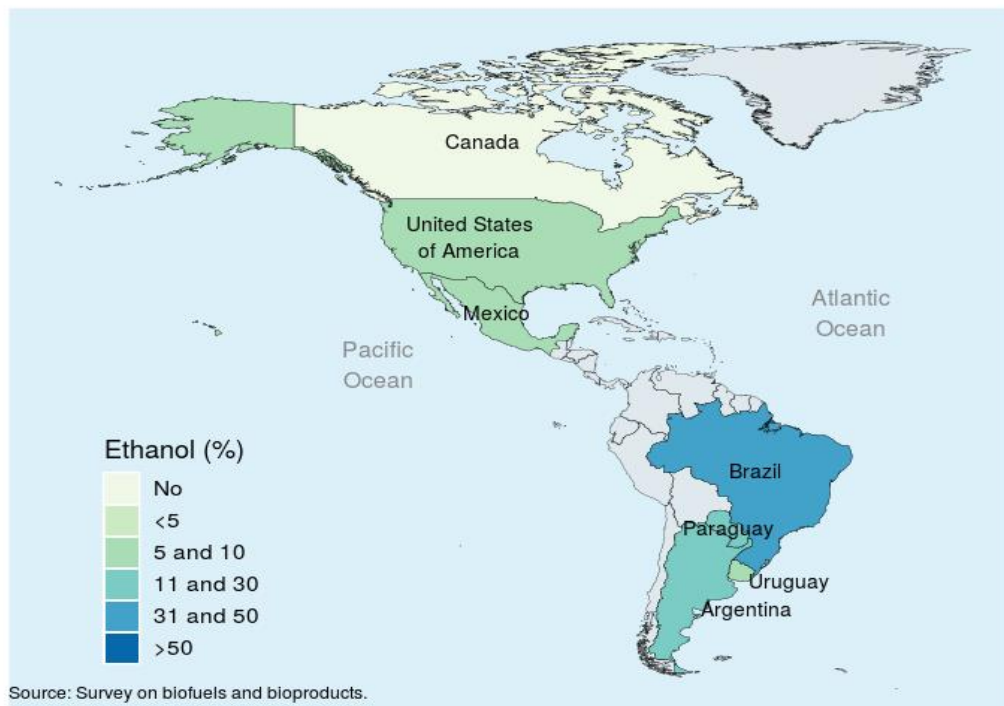 Canada
United States
of America
Mexico
Atlantic
Ocean
Pacific
Ocean
Brazil
Paraguay
Uruguay
Argentina
Ethanol (%)
No
<5
5 and 10
11 and 30
31 and 50
>50
Source: Survey on biofuels and bioproducts.